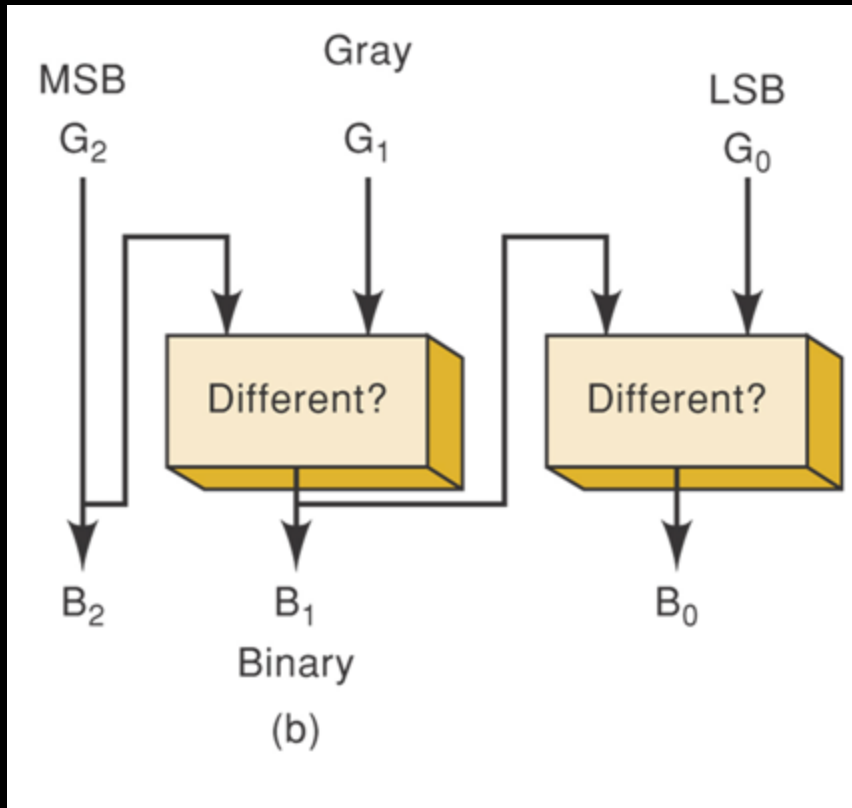 Gray
MSB
LSB
G₂
G₁
G₀
Different?
Different?
B₂
B₁
B₀
Binary
(b)